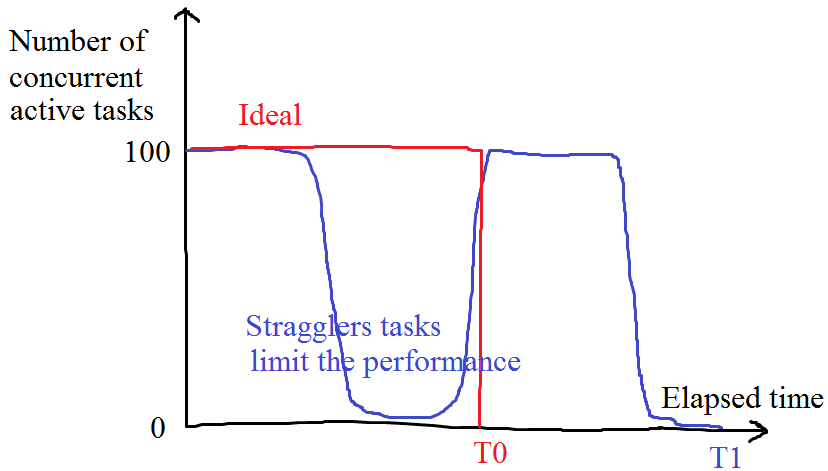 Number of
concurrent
active tasks
Ideal
100
Stragglers tasks
limit the performance
Elapsed time
0
T0
T1